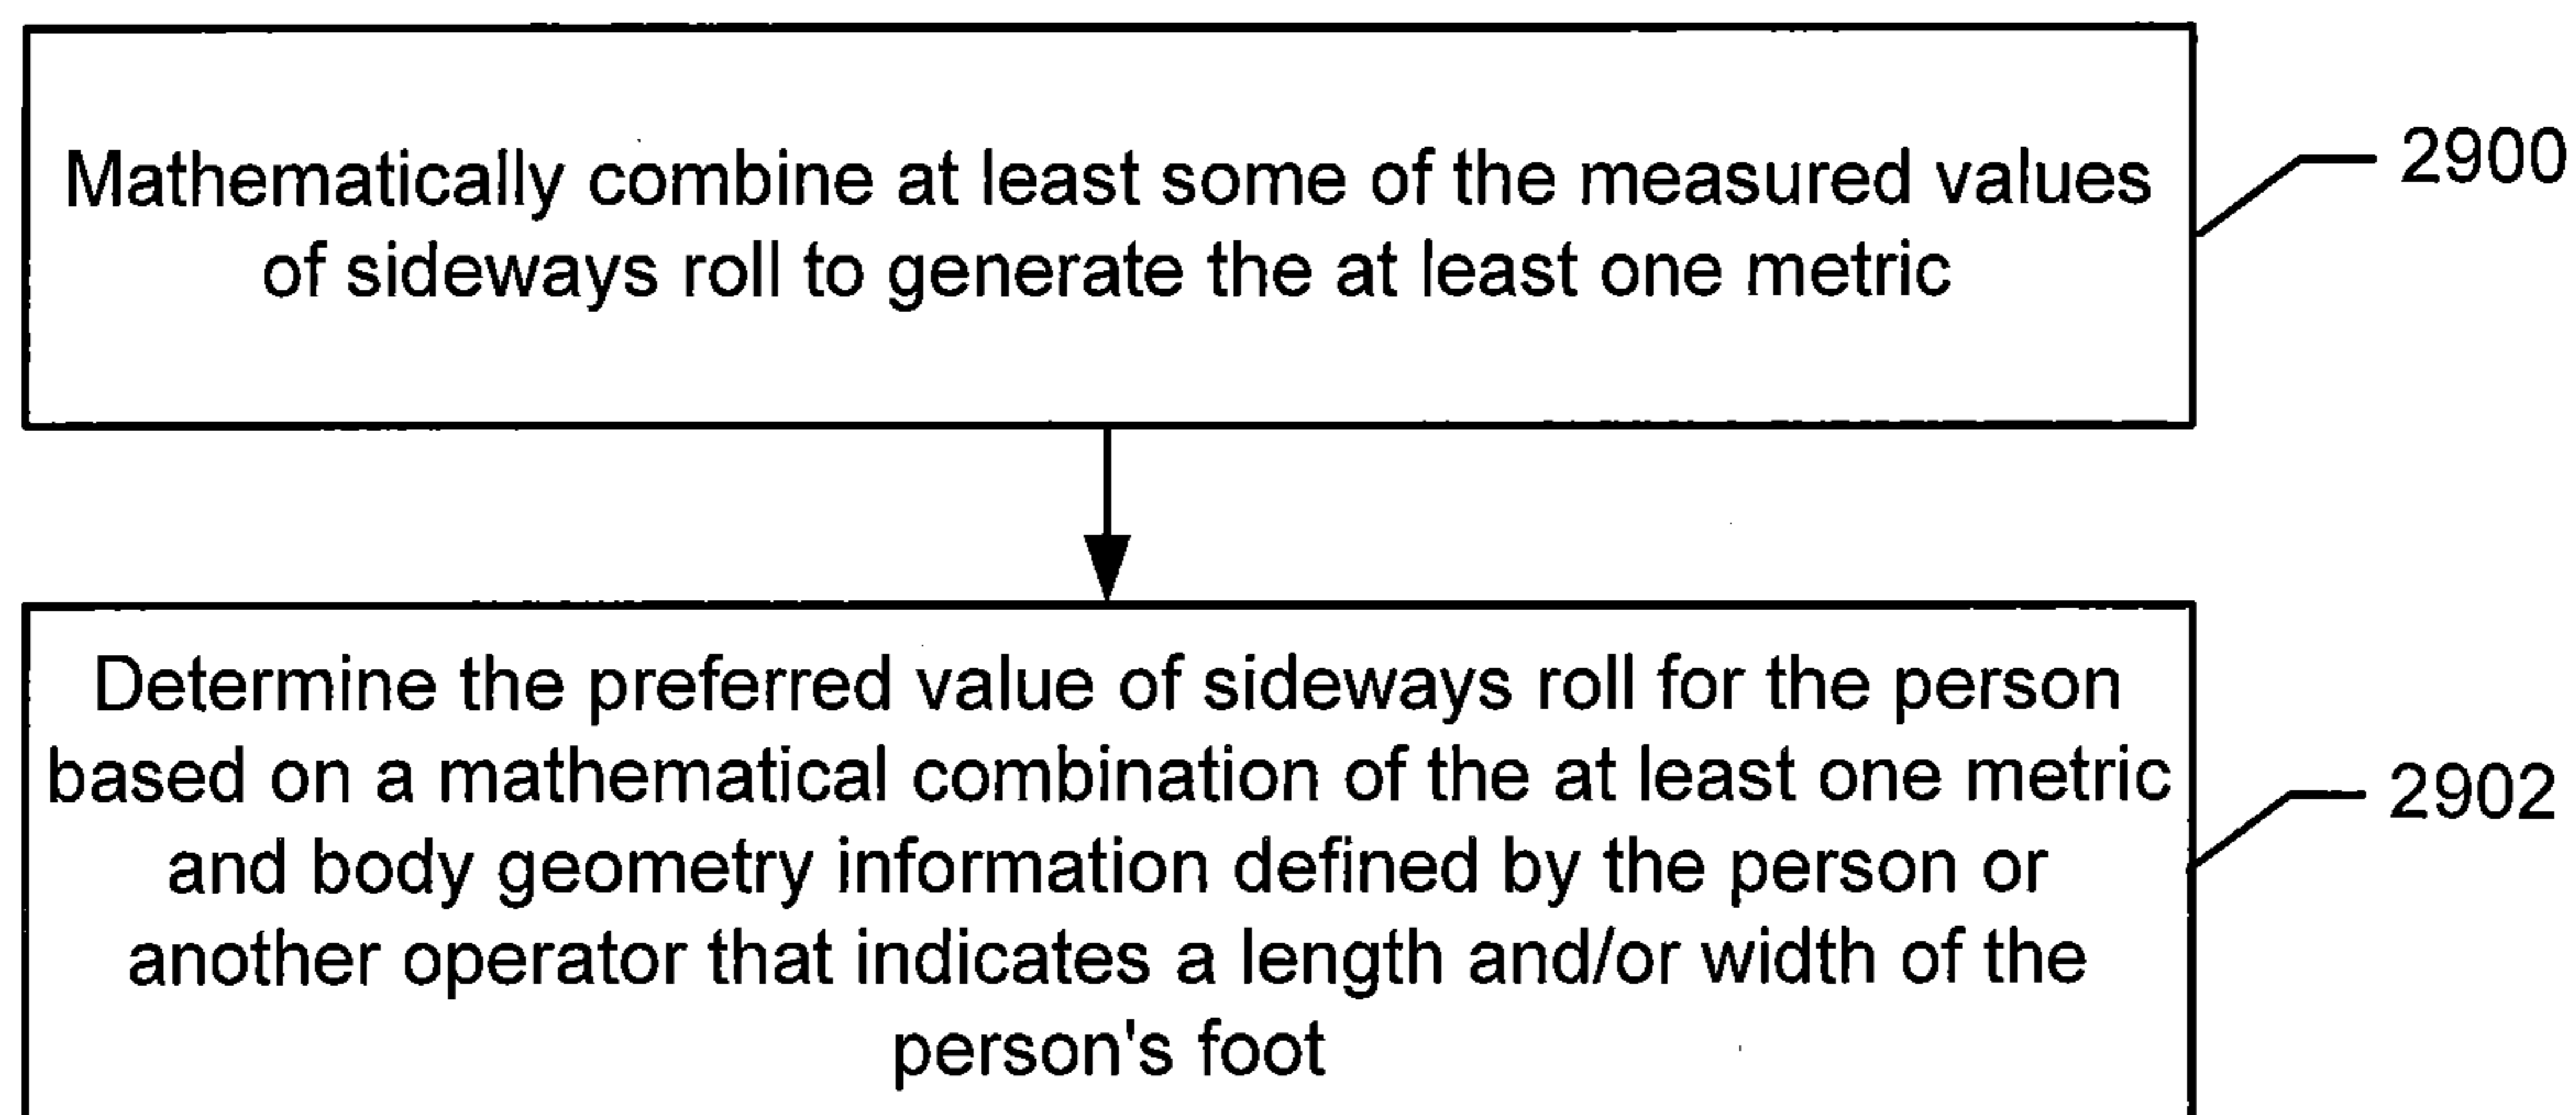 Mathematically combine at least some of the measured values
of sideways roll to generate the at least one metric
2900
Determine the preferred value of sideways roll for the person
based on a mathematical combination of the at least one metric
and body geometry information defined by the person or
another operator that indicates a length and/or width of the
person's foot
2902